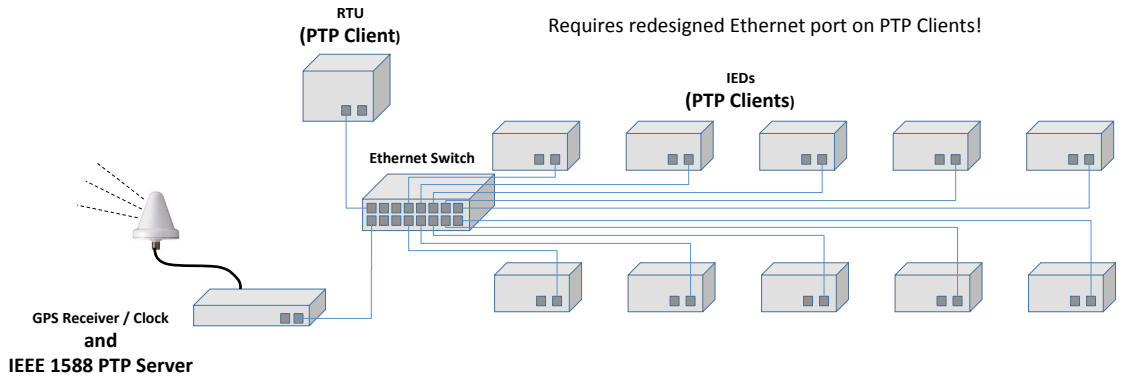 RTU
(PTP Client)
Requires redesigned Ethernet port on PTP Clients!
IEDs
(PTP Clients)
Ethernet Switch
GPS Receiver / Clock
and
IEEE 1588 PTP Server